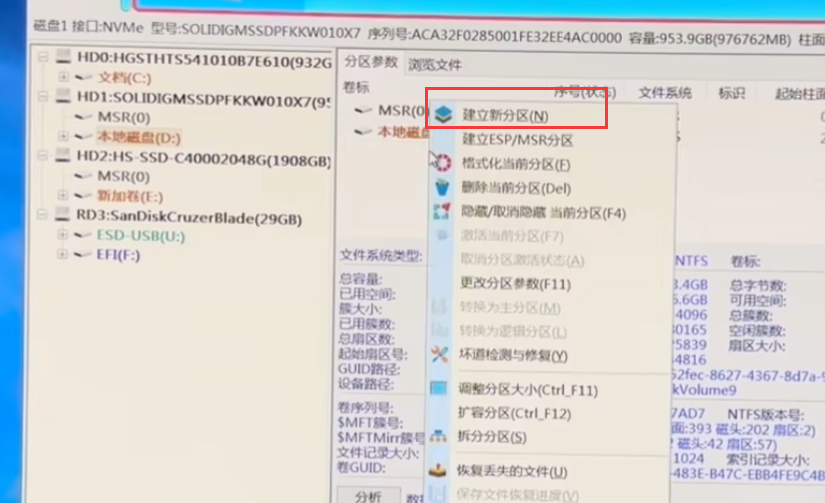 磁盘1 接口:NVMe 型号:SOLIDIGMSSDPFKKW010X7 序列号:ACA32F0285001FE32EE4AC0000 容量:953.9GB(976762MB) 柱面
HD0:HGSTHTS541010B7E610(932G
文档(C:)
HD1:SOLIDIGMSSDPFKKW010X7(95
MSR(0)
本地磁盘(D:)
HD2:HS-SSD-C40002048G(1908GB)
MSR(0)
新加卷(E:)
RD3:SanDiskCruzerBlade(29GB)
ESD-USB(U:)
EFI(F:)
分区参数 浏览文件
卷标 序号(状态) 文件系统 标识 起始柱面
MSR(0)
本地磁盘
建立新分区(N)
建立ESP/MSR分区
格式化当前分区(F)
删除当前分区(Del)
隐藏/取消隐藏 当前分区(F4)
激活当前分区(F7)
取消分区激活状态(A)
更改分区参数(F11)
转换为主分区(M)
转换为逻辑分区(L)
坏道检测与修复(Y)
调整分区大小(Ctrl_F11)
扩容分区(Ctrl_F12)
拆分分区(S)
恢复丢失的文件(U)
保存文件恢复进度(V)
文件系统类型: NTFS 卷标:
总容量: 3.4GB 总字节数:
已用空间: 5.6GB 可用空间:
簇大小: 4096 总簇数:
已用簇数: 30165 空闲簇数:
总扇区数: 25839 扇区大小:
起始扇区号: 34816
GUID路径: 52fec-8627-4367-8d7a-9
设备路径: kVolume9
卷序列号: 7AD7 NTFS版本号:
$MFT簇号: 面:393 磁头:202 扇区:2)
$MFTMirr簇号 磁头:42 扇区:57)
文件记录大小: 1024 索引记录大小:
卷GUID: -483E-B47C-EBB4FE9C4B
分析 数据